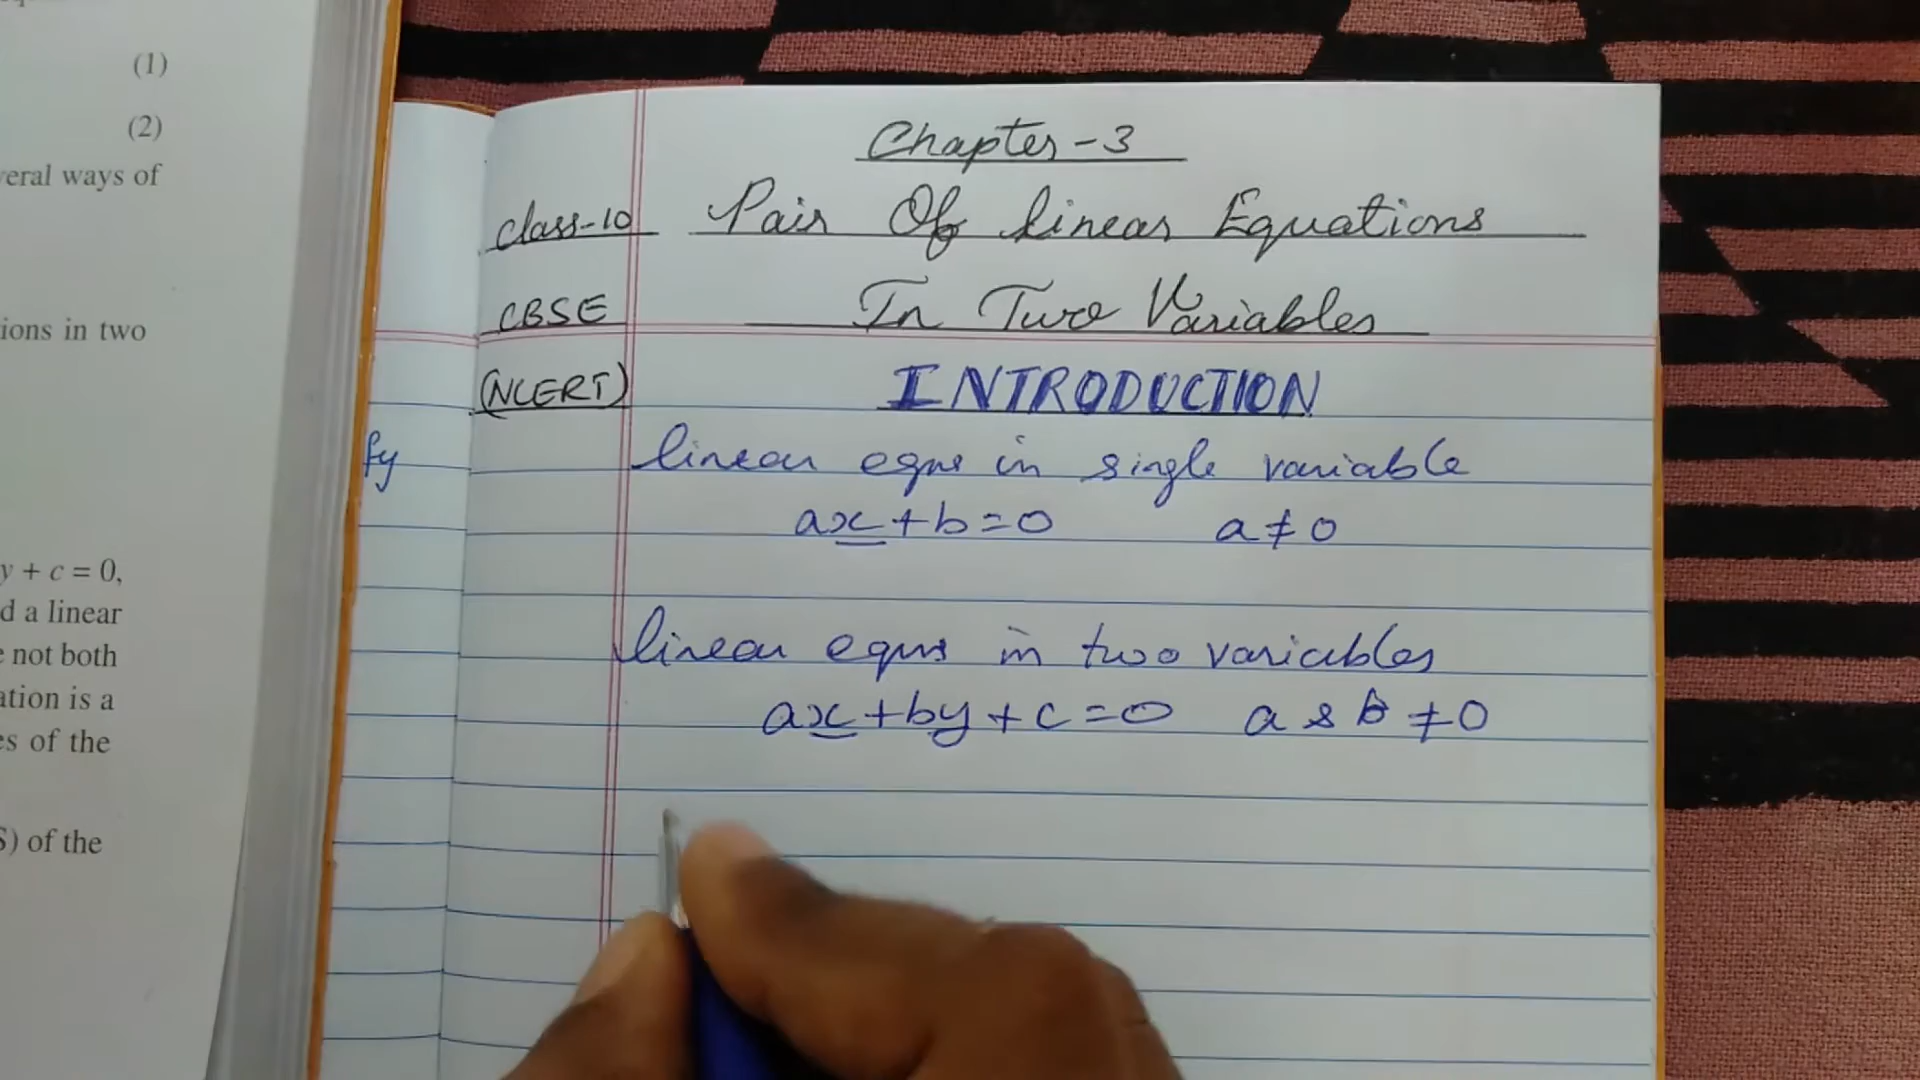 (1)
(2)
veral ways of
ions in two
y + c = 0,
d a linear
not both
ation is a
es of the
S) of the
fy
Chapter - 3
class-10 Pair Of linear Equations
CBSE In Two Variables
(NCERT) INTRODUCTION
linear eqns in single variable
ax + b = 0 a ≠ 0
linear eqns in two variables
ax + by + c = 0 a & b ≠ 0